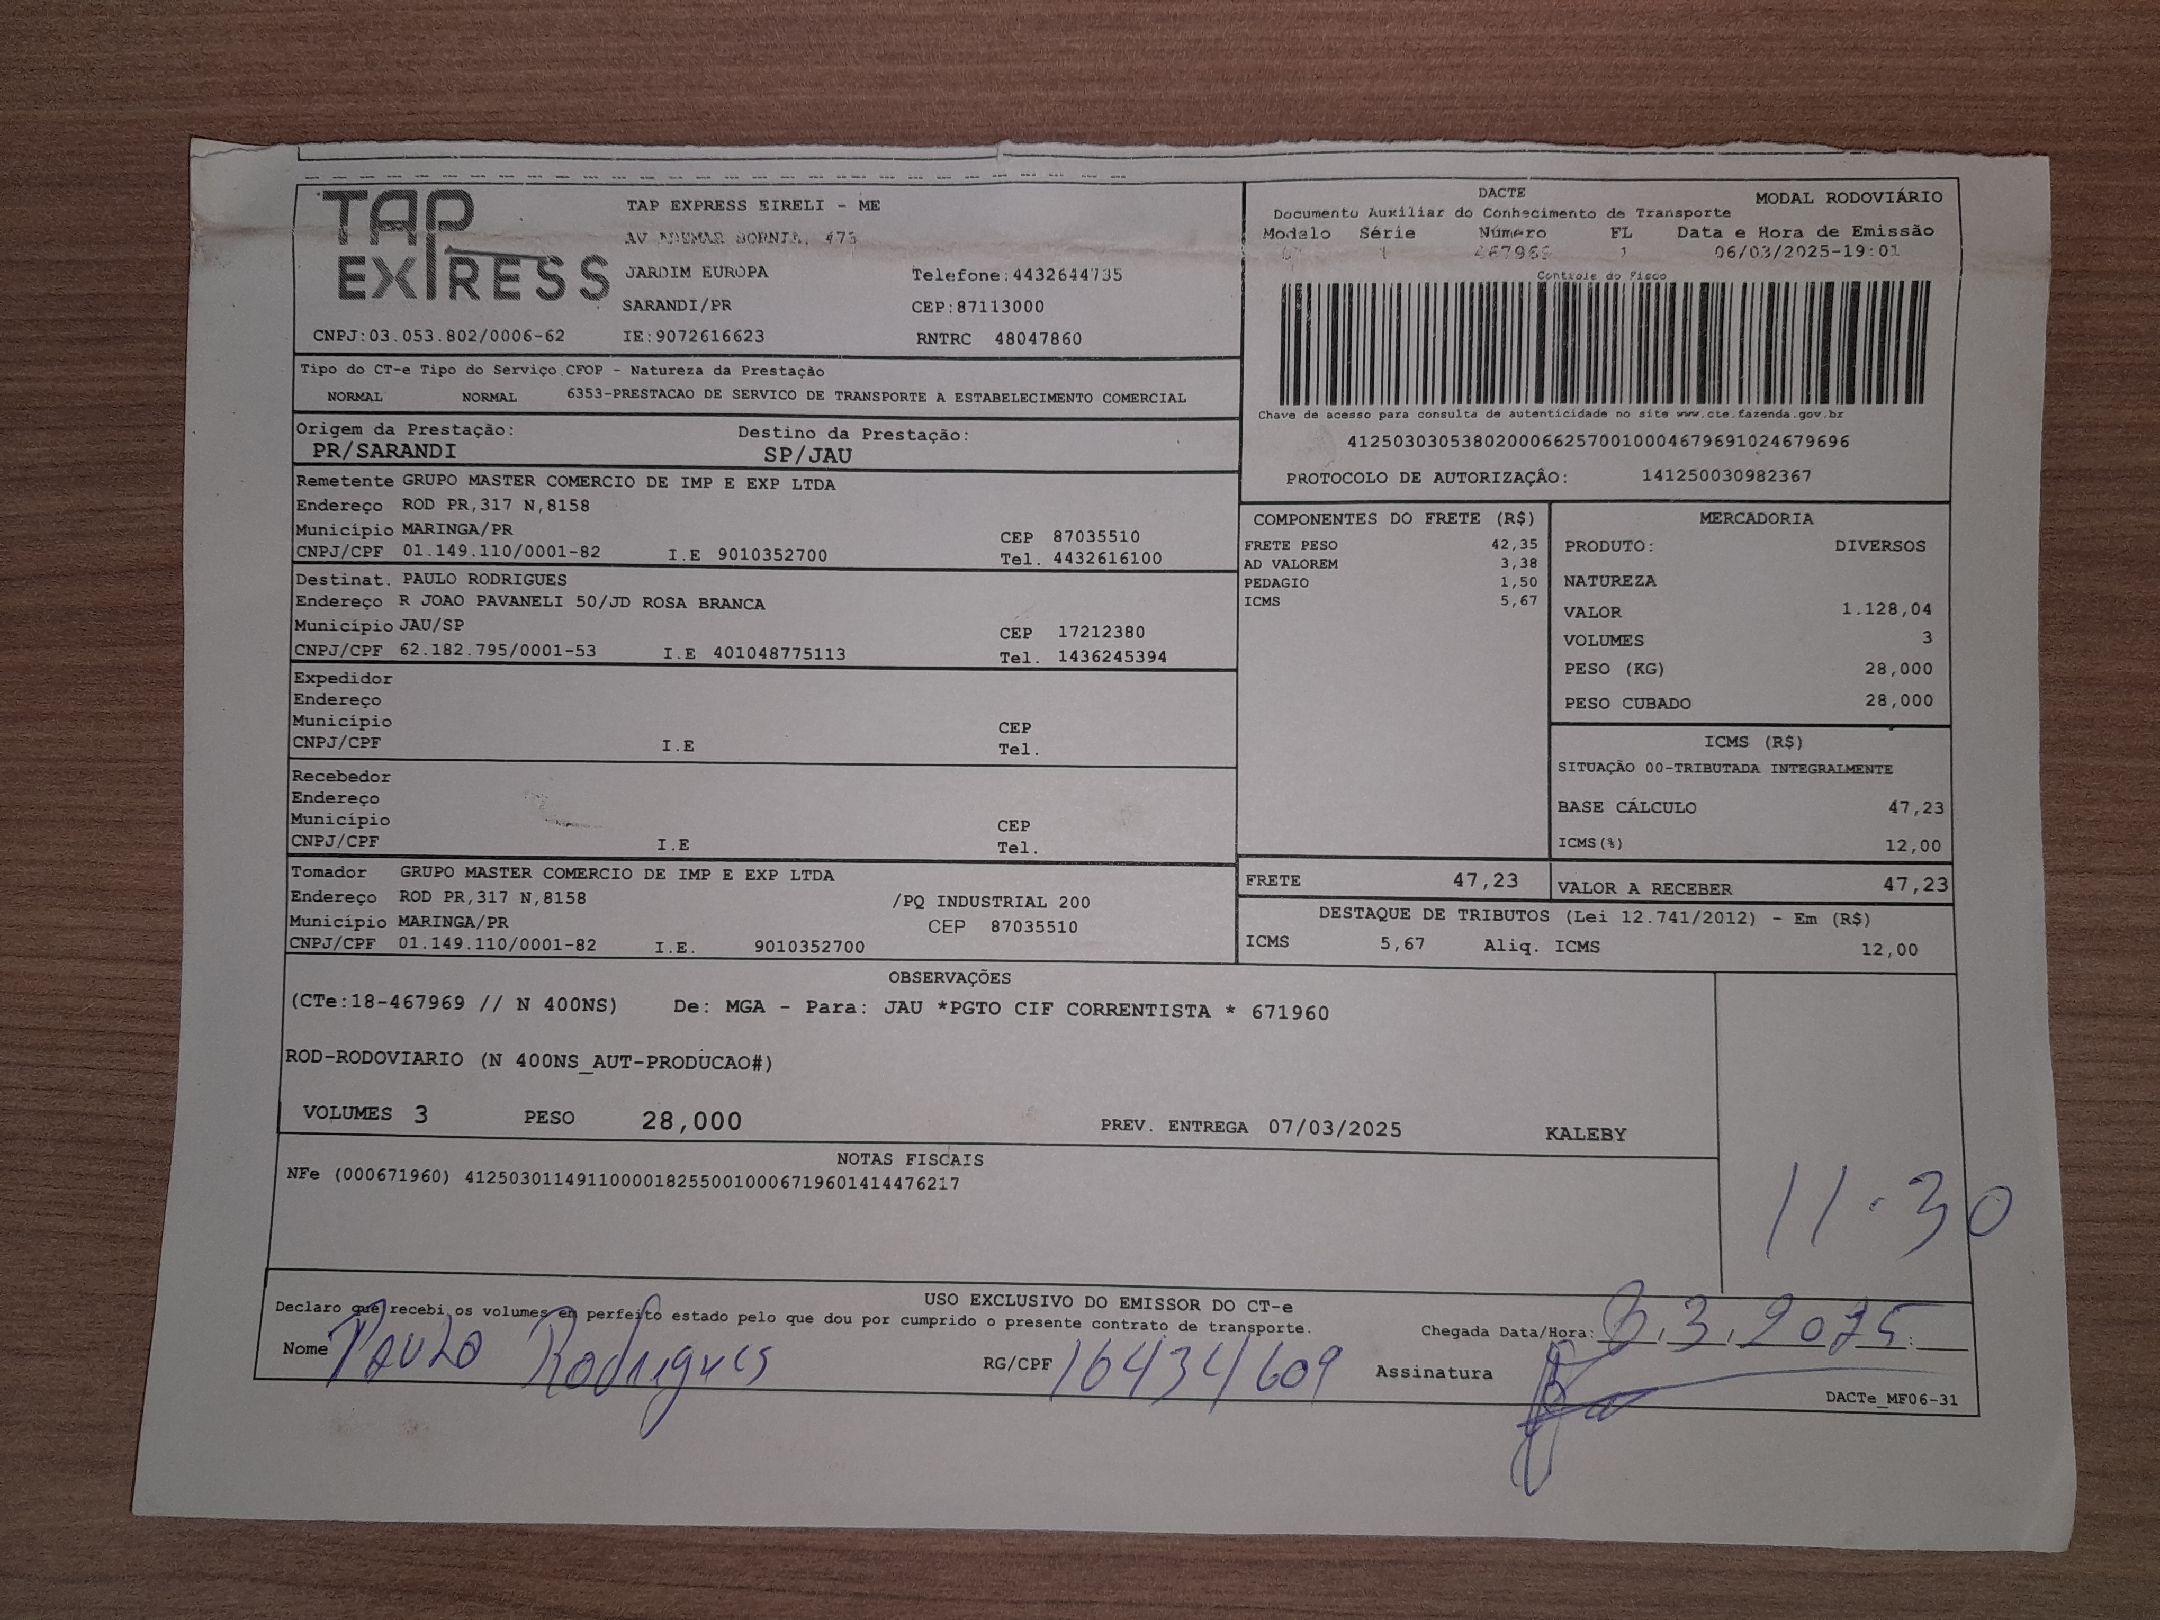 TAP EXPRESS
TAP EXPRESS EIRELI - ME
AV
JARDIM EUROPA Telefone:4432644735
SARANDI/PR CEP:87113000
CNPJ:03.053.802/0006-62 IE:9072616623 RNTRC 48047860
DACTE MODAL RODOVIÁRIO
Documento Auxiliar do Conhecimento de Transporte
Modelo Série Número FL Data e Hora de Emissão
1 467969 1 06/03/2025-19:01
Controle do Fisco
Chave de acesso para consulta de autenticidade no site www.cte.fazenda.gov.br
41250303053802000662570010004679691024679696
PROTOCOLO DE AUTORIZAÇÂO: 141250030982367
Tipo do CT-e Tipo do Serviço CFOP - Natureza da Prestação
NORMAL NORMAL 6353-PRESTACAO DE SERVICO DE TRANSPORTE A ESTABELECIMENTO COMERCIAL
Origem da Prestação: Destino da Prestação:
PR/SARANDI SP/JAU
Remetente GRUPO MASTER COMERCIO DE IMP E EXP LTDA
Endereço ROD PR,317 N,8158
Município MARINGA/PR CEP 87035510
CNPJ/CPF 01.149.110/0001-82 I.E 9010352700 Tel. 4432616100
Destinat. PAULO RODRIGUES
Endereço R JOAO PAVANELI 50/JD ROSA BRANCA
Município JAU/SP CEP 17212380
CNPJ/CPF 62.182.795/0001-53 I.E 401048775113 Tel. 1436245394
Expedidor
Endereço
Município CEP
CNPJ/CPF I.E Tel.
Recebedor
Endereço
Município CEP
CNPJ/CPF I.E Tel.
Tomador GRUPO MASTER COMERCIO DE IMP E EXP LTDA
Endereço ROD PR,317 N,8158 /PQ INDUSTRIAL 200
Município MARINGA/PR CEP 87035510
CNPJ/CPF 01.149.110/0001-82 I.E. 9010352700
COMPONENTES DO FRETE (R$)
FRETE PESO 42,35
AD VALOREM 3,38
PEDAGIO 1,50
ICMS 5,67
MERCADORIA
PRODUTO: DIVERSOS
NATUREZA
VALOR 1.128,04
VOLUMES 3
PESO (KG) 28,000
PESO CUBADO 28,000
ICMS (R$)
SITUAÇÃO 00-TRIBUTADA INTEGRALMENTE
BASE CÁLCULO 47,23
ICMS(%) 12,00
FRETE 47,23 VALOR A RECEBER 47,23
DESTAQUE DE TRIBUTOS (Lei 12.741/2012) - Em (R$)
ICMS 5,67 Aliq. ICMS 12,00
OBSERVAÇÕES
(CTe:18-467969 // N 400NS) De: MGA - Para: JAU *PGTO CIF CORRENTISTA * 671960
ROD-RODOVIARIO (N 400NS_AUT-PRODUCAO#)
VOLUMES 3 PESO 28,000 PREV. ENTREGA 07/03/2025 KALEBY
NOTAS FISCAIS
NFe (000671960) 41250301149110000182550010006719601414476217
11.30
USO EXCLUSIVO DO EMISSOR DO CT-e
Declaro que recebi os volumes em perfeito estado pelo que dou por cumprido o presente contrato de transporte.
Chegada Data/Hora: .3.2025 :
Nome Paulo Rodrigues RG/CPF 16434609 Assinatura
DACTe_MF06-31